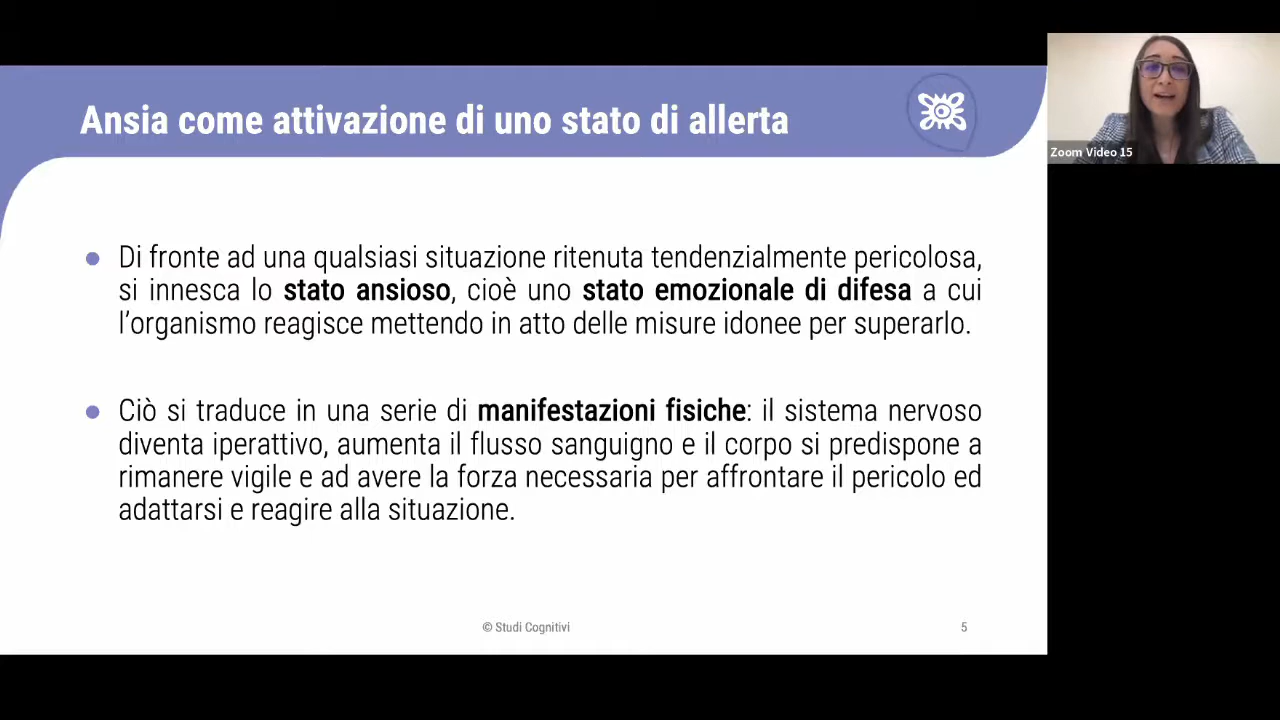 Ansia come attivazione di uno stato di allerta
Zoom Video 15
Di fronte ad una qualsiasi situazione ritenuta tendenzialmente pericolosa,
si innesca lo stato ansioso, cioè uno stato emozionale di difesa a cui
l’organismo reagisce mettendo in atto delle misure idonee per superarlo.
Ciò si traduce in una serie di manifestazioni fisiche: il sistema nervoso
diventa iperattivo, aumenta il flusso sanguigno e il corpo si predispone a
rimanere vigile e ad avere la forza necessaria per affrontare il pericolo ed
adattarsi e reagire alla situazione.
© Studi Cognitivi
5